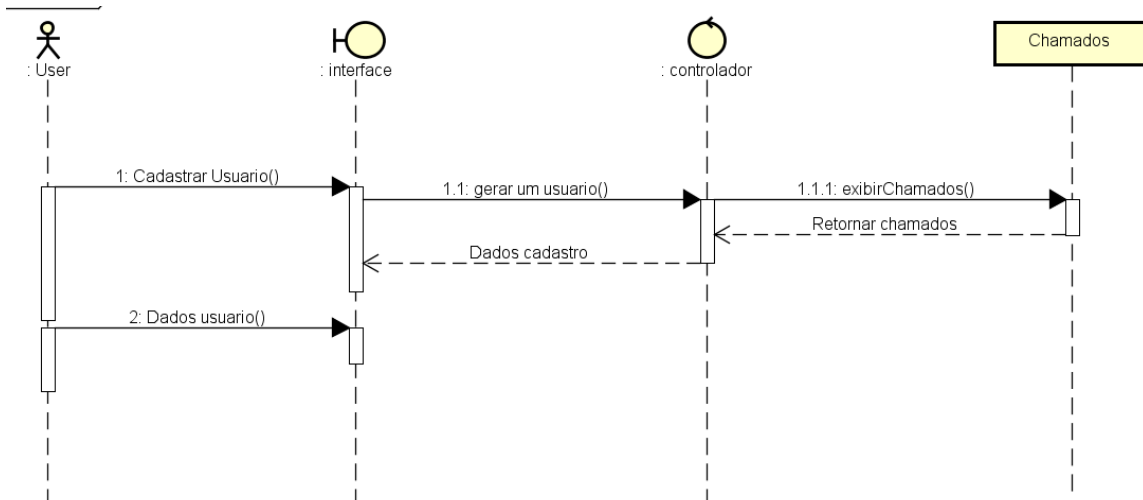 : User
: interface
: controlador
Chamados
1: Cadastrar Usuario()
1.1: gerar um usuario()
1.1.1: exibirChamados()
Retornar chamados
Dados cadastro
2: Dados usuario()